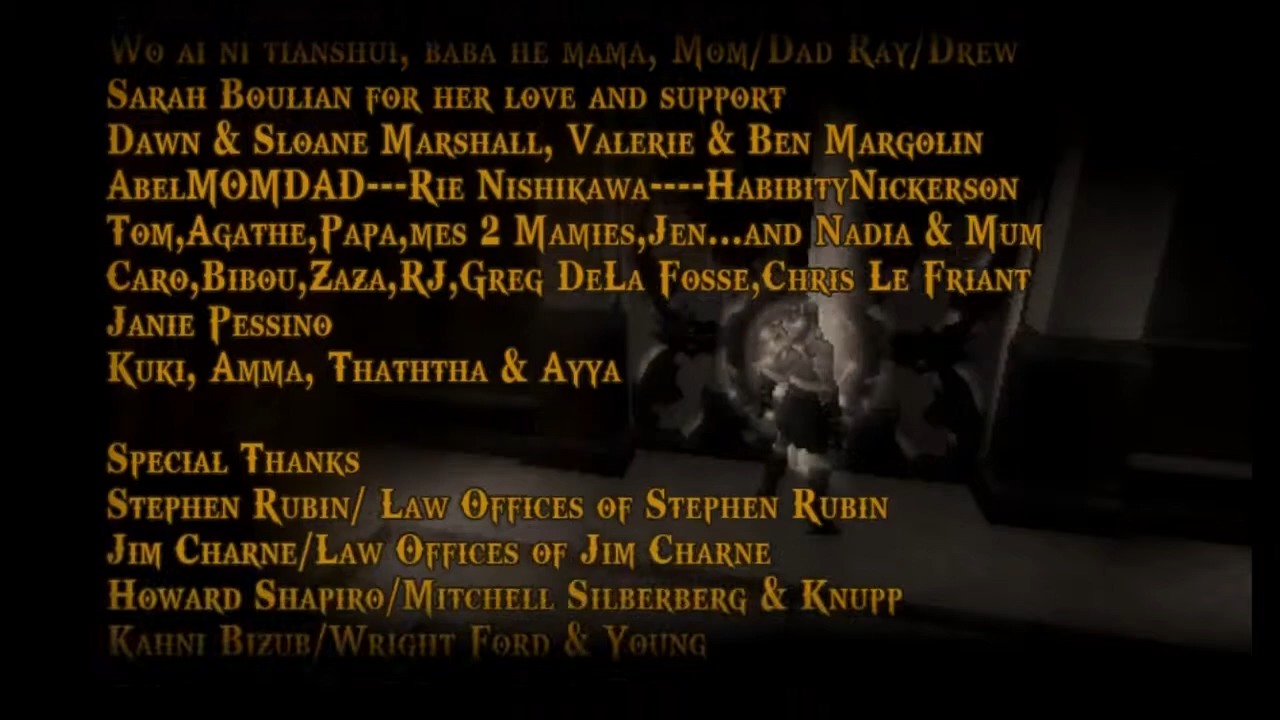 Wo ai ni tianshui, baba he mama, Mom/Dad Ray/Drew
Sarah Boulian for her love and support
Dawn & Sloane Marshall, Valerie & Ben Margolin
AbelMOMDAD---Rie Nishikawa----HabibityNickerson
Tom,Agathe,Papa,mes 2 Mamies,Jen...and Nadia & Mum
Caro,Bibou,Zaza,RJ,Greg DeLa Fosse,Chris Le Friant
Janie Pessino
Kuki, Amma, Thaththa & Ayya
Special Thanks
Stephen Rubin/ Law Offices of Stephen Rubin
Jim Charne/Law Offices of Jim Charne
Howard Shapiro/Mitchell Silberberg & Knupp
Kahni Bizub/Wright Ford & Young